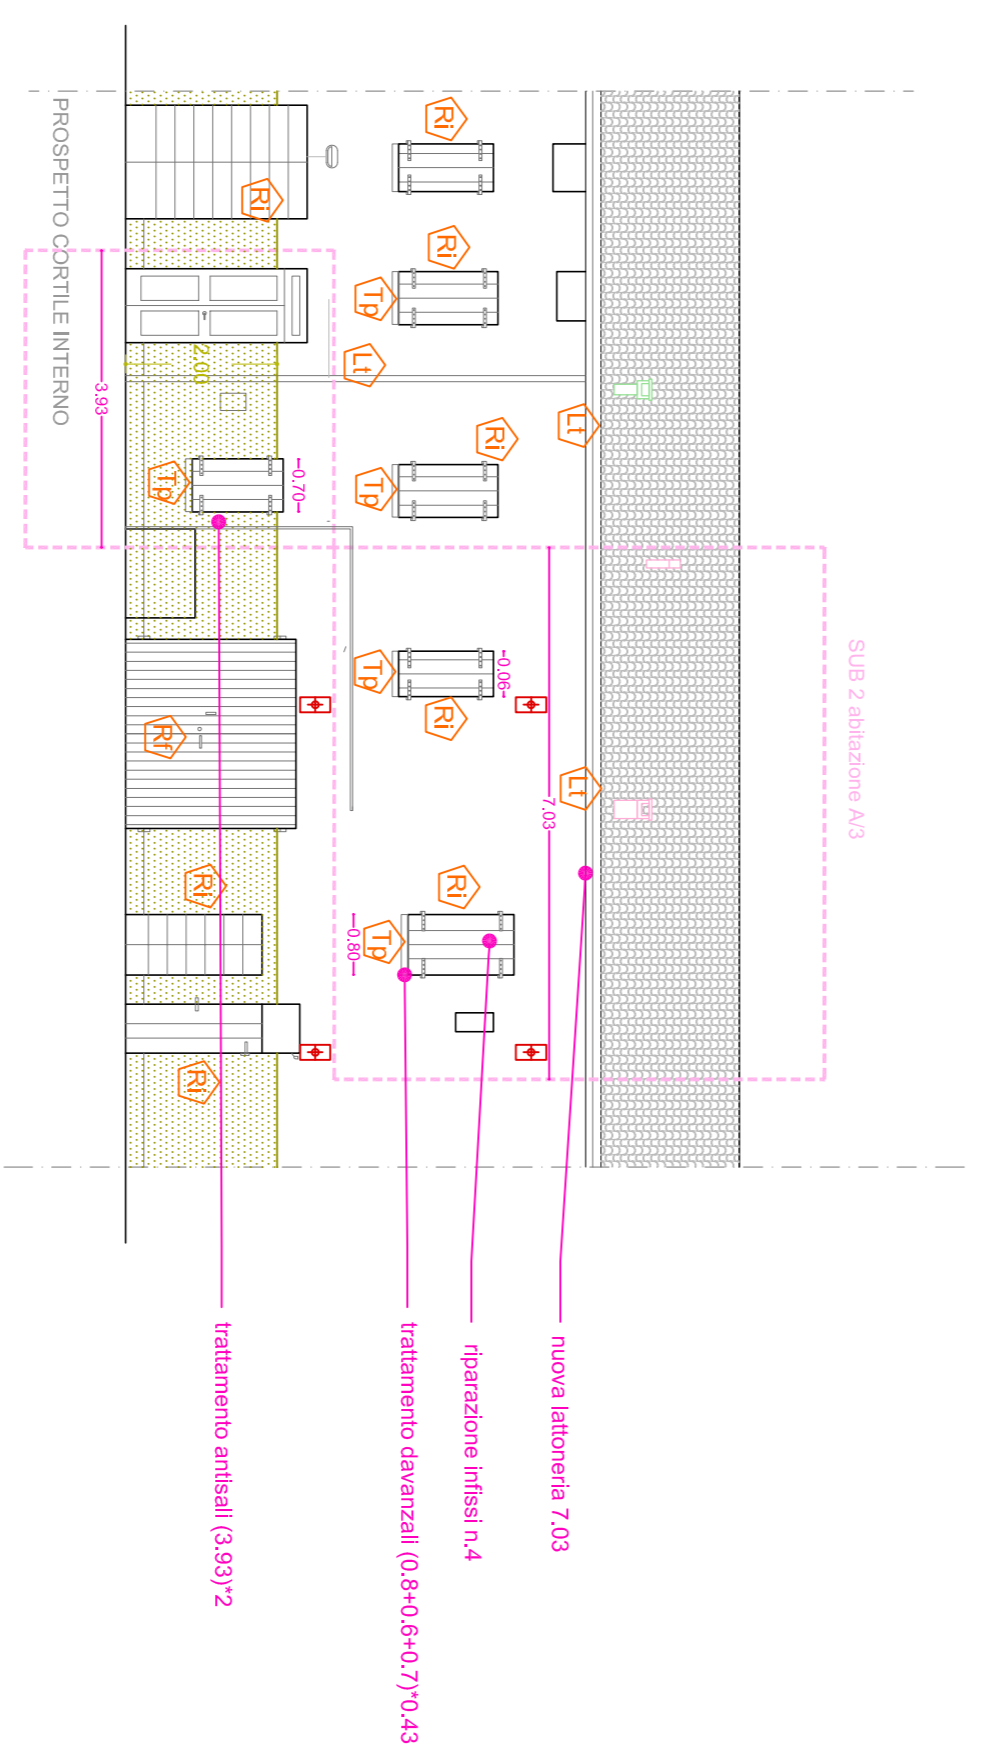 SUB 2 abitazione A/3
Lt
Lt
7.03
Ri
Ri
Ri
0.06
Ri
Ri
Tp
Tp
Tp
Tp
Lt
0.80
0.70
Ri
2.00
Tp
Rf
Ri
Ri
3.93
PROSPETTO CORTILE INTERNO
nuova lattoneria 7.03
riparazione infissi n.4
trattamento davanzali (0.8+0.6+0.7)*0.43
trattamento antisali (3.93)*2